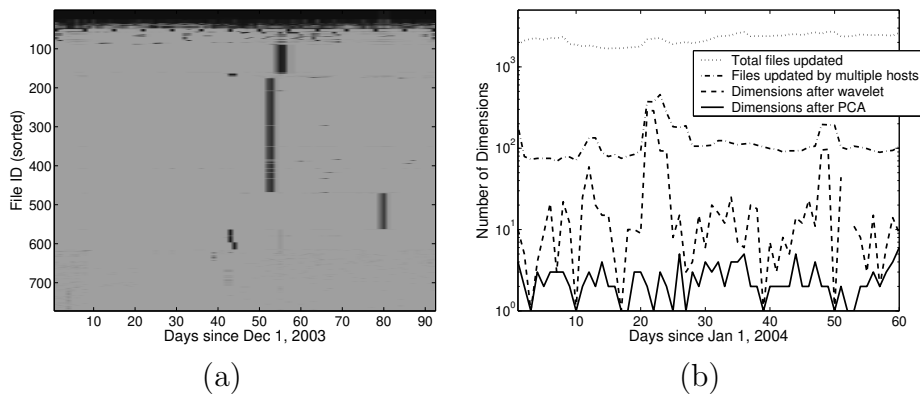 100
200
300
400
500
600
700
File ID (sorted)
10 20 30 40 50 60 70 80 90
Days since Dec 1, 2003
(a)
10^3
10^2
10^1
10^0
Number of Dimensions
Total files updated
Files updated by multiple hosts
Dimensions after wavelet
Dimensions after PCA
10 20 30 40 50 60
Days since Jan 1, 2004
(b)